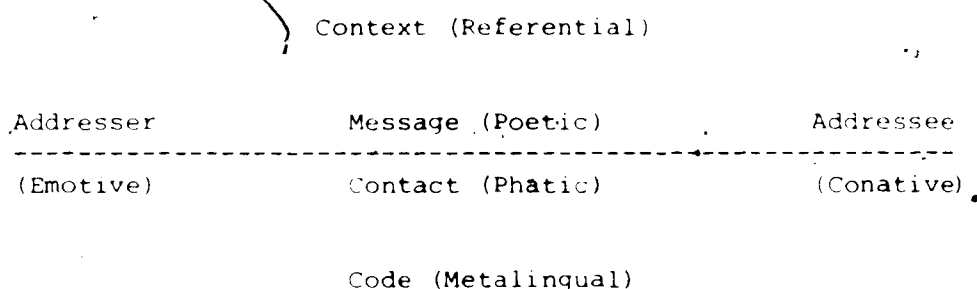 Context (Referential)
Addresser Message (Poetic) Addressee
(Emotive) Contact (Phatic) (Conative)
Code (Metalingual)